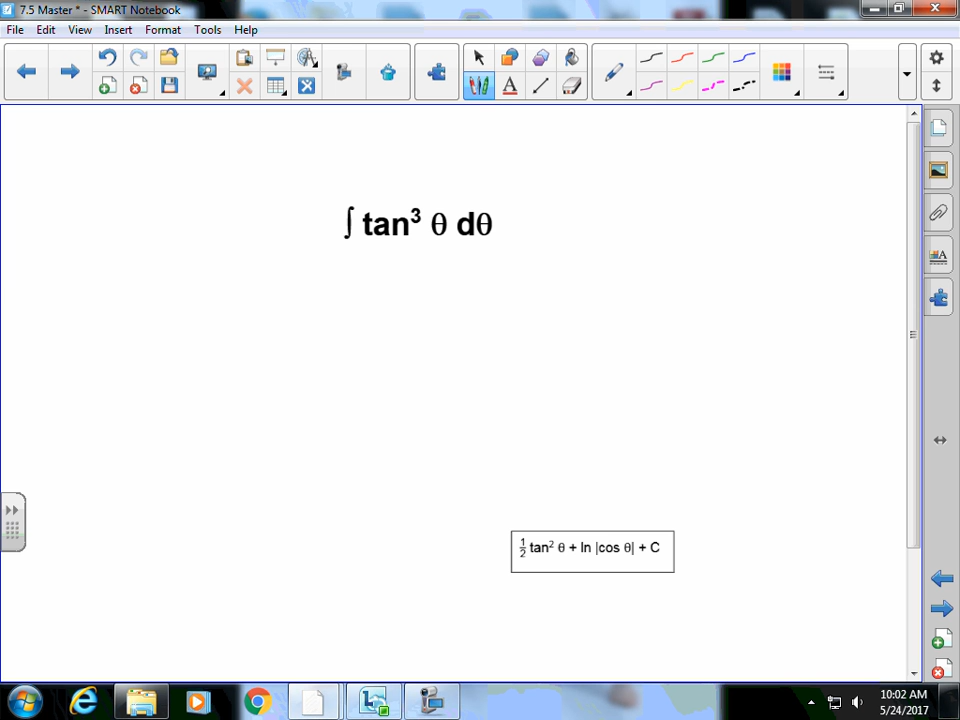 7.5 Master * - SMART Notebook
File Edit View Insert Format Tools Help
∫ tan³ θ dθ
½ tan² θ + ln |cos θ| + C
10:02 AM
5/24/2017